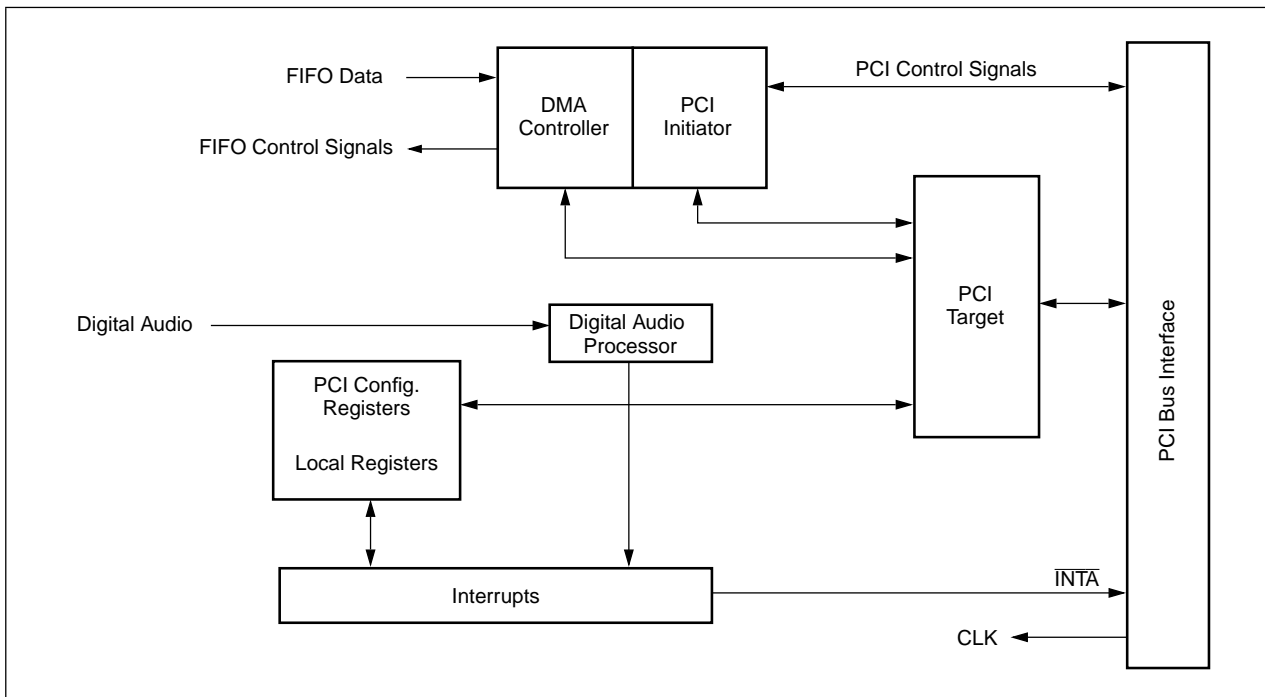 FIFO Data
FIFO Control Signals
DMA
Controller
PCI
Initiator
PCI Control Signals
PCI
Target
PCI Bus Interface
Digital Audio
Digital Audio
Processor
PCI Config.
Registers
Local Registers
Interrupts
INTA
CLK